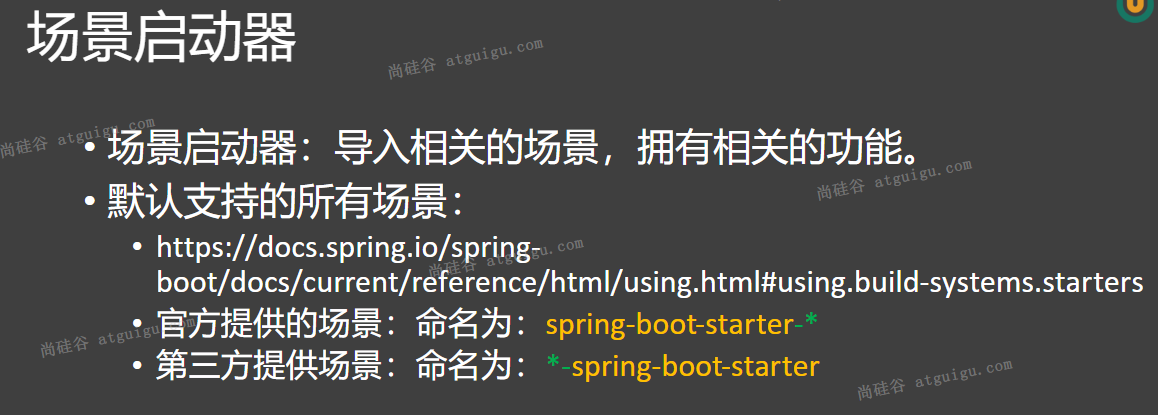 场景启动器
尚硅谷 atguigu.com
尚硅谷 atguigu.com
• 场景启动器：导入相关的场景，拥有相关的功能。
尚硅谷 atguigu.com
• 默认支持的所有场景：
• https://docs.spring.io/spring-
尚硅谷 atguigu.com
boot/docs/current/reference/html/using.html#using.build-systems.starters
• 官方提供的场景：命名为：spring-boot-starter-*
尚硅谷 atguigu.com
• 第三方提供场景：命名为：*-spring-boot-starter
尚硅谷 atguigu.com